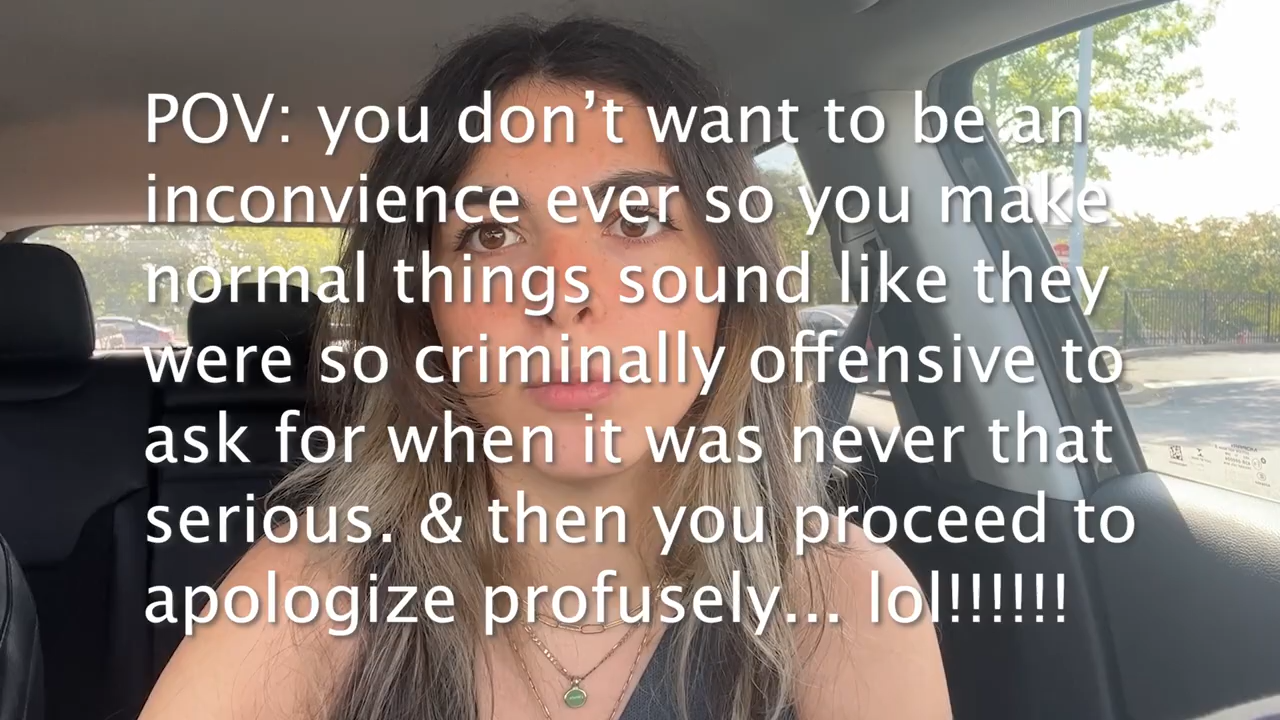 POV: you don’t want to be an
inconvience ever so you make
normal things sound like they
were so criminally offensive to
ask for when it was never that
serious. & then you proceed to
apologize profusely... lol!!!!!!